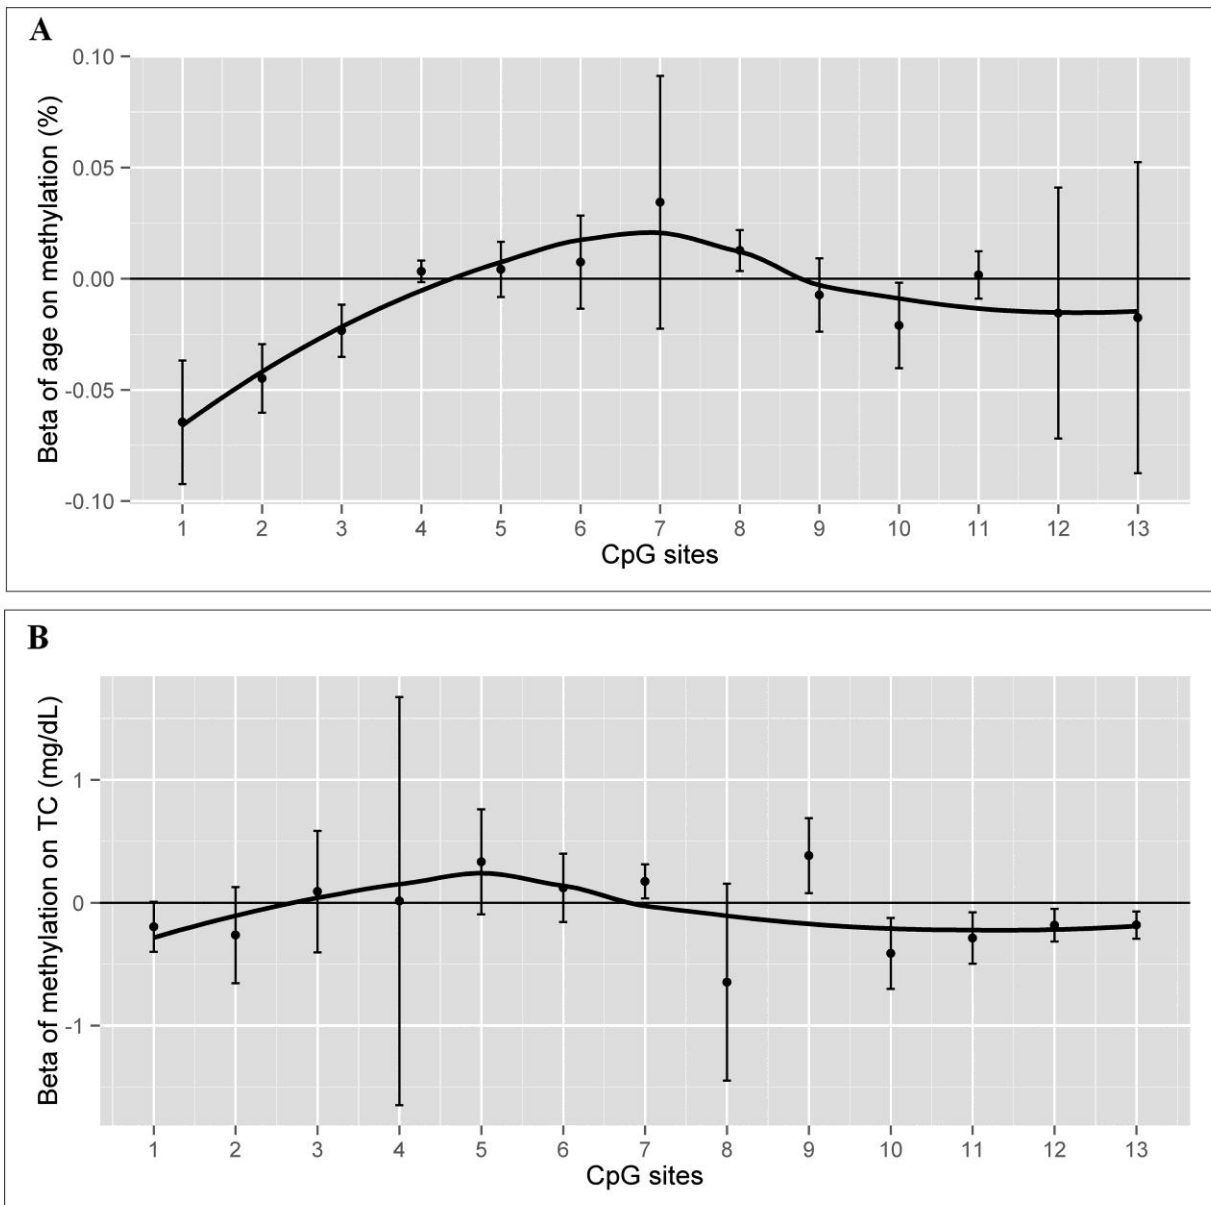 A
Beta of age on methylation (%)
0.10
0.05
0.00
-0.05
-0.10
1 2 3 4 5 6 7 8 9 10 11 12 13
CpG sites
B
Beta of methylation on TC (mg/dL)
1
0
-1
1 2 3 4 5 6 7 8 9 10 11 12 13
CpG sites